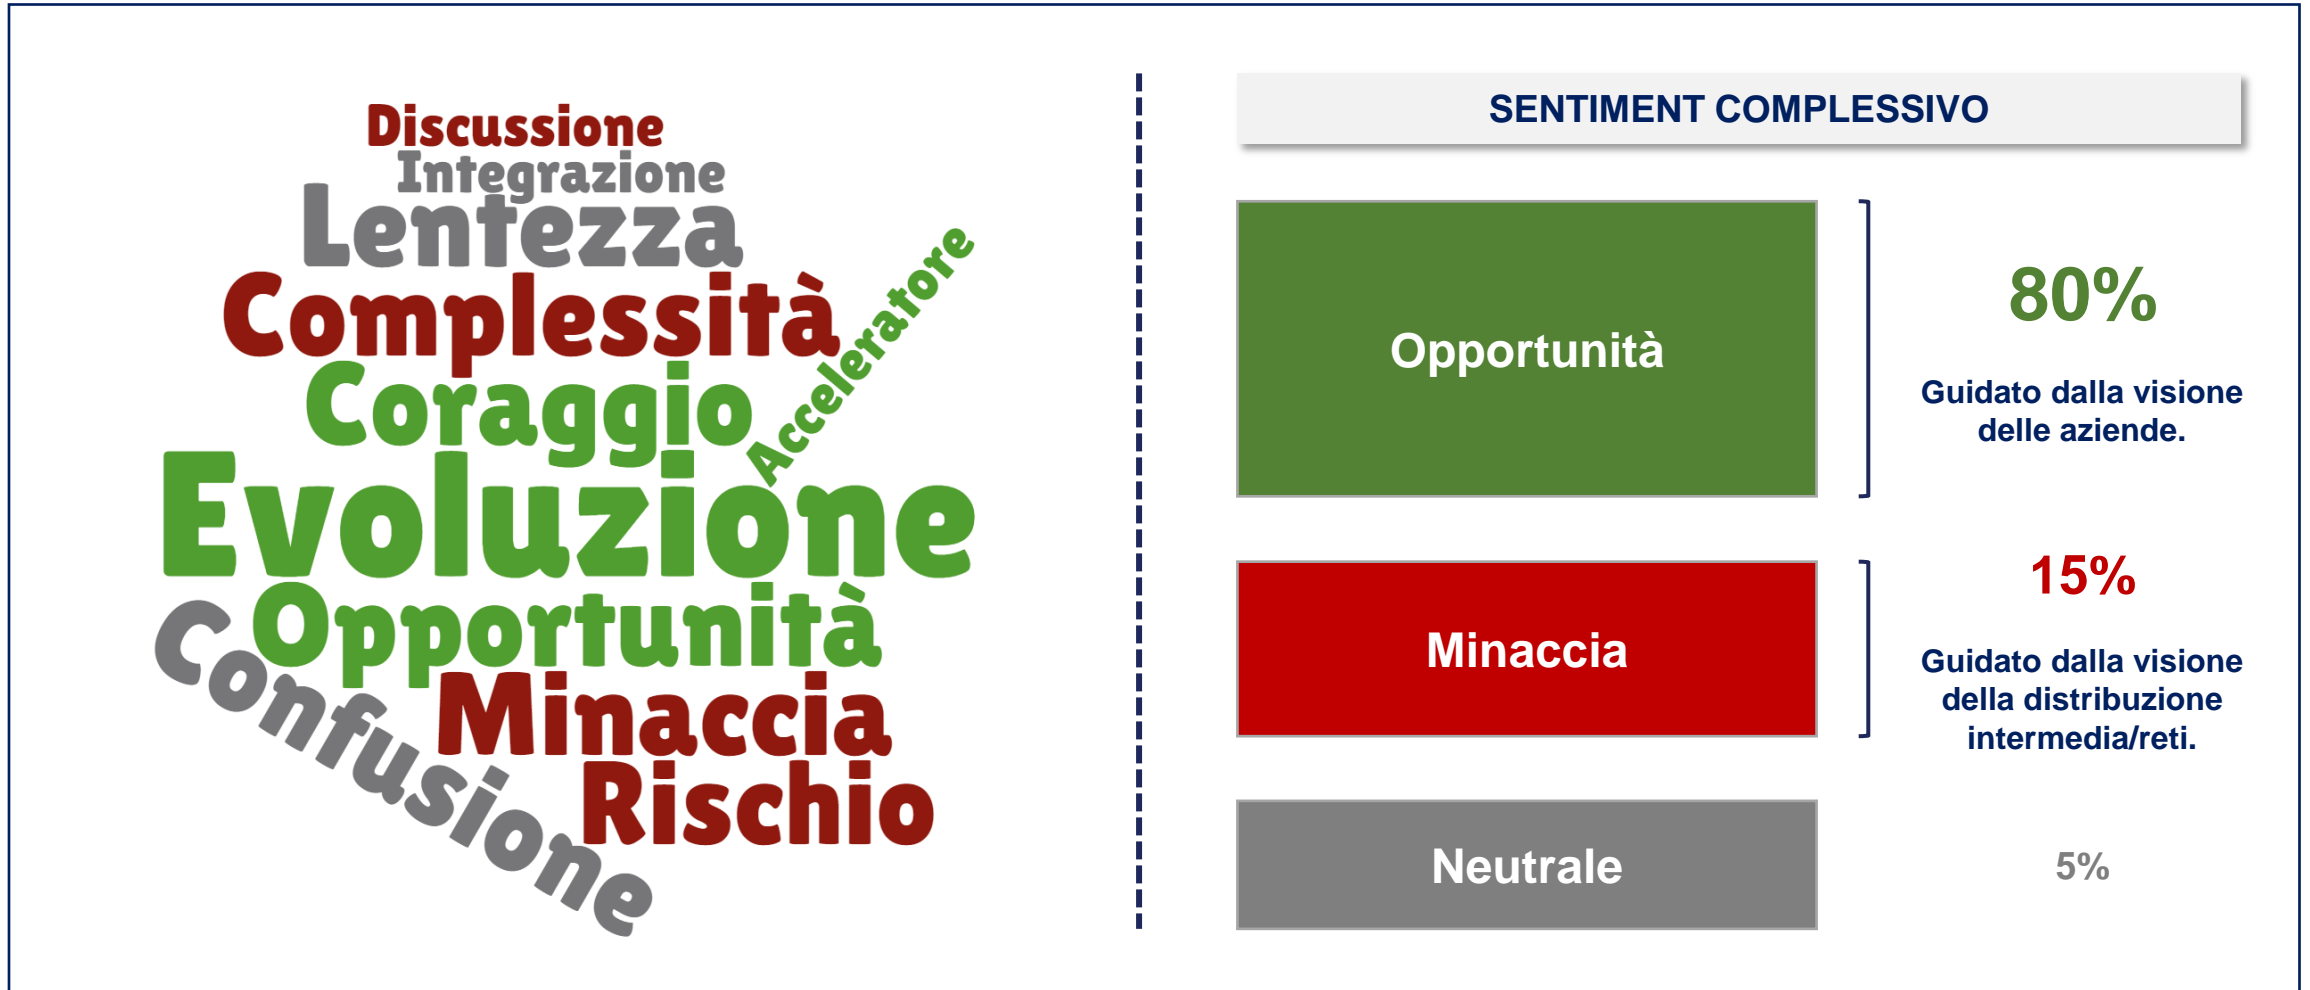 Discussione
Integrazione
Lentezza
Complessità
Acceleratore
Coraggio
Evoluzione
Opportunità
Confusione
Minaccia
Rischio
SENTIMENT COMPLESSIVO
Opportunità
80%
Guidato dalla visione
delle aziende.
Minaccia
15%
Guidato dalla visione
della distribuzione
intermedia/reti.
Neutrale
5%